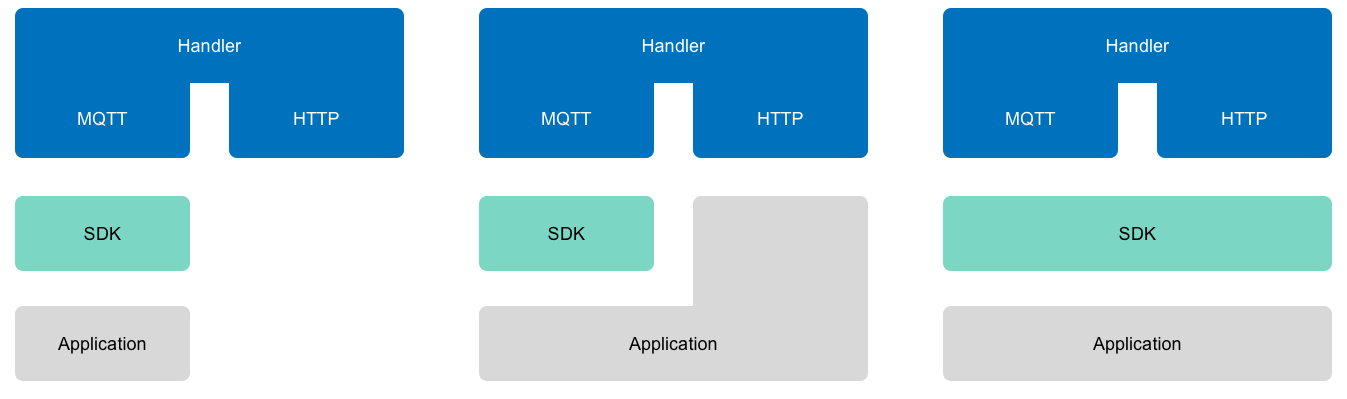 Handler
MQTT
HTTP
SDK
Application
Handler
MQTT
HTTP
SDK
Application
Handler
MQTT
HTTP
SDK
Application